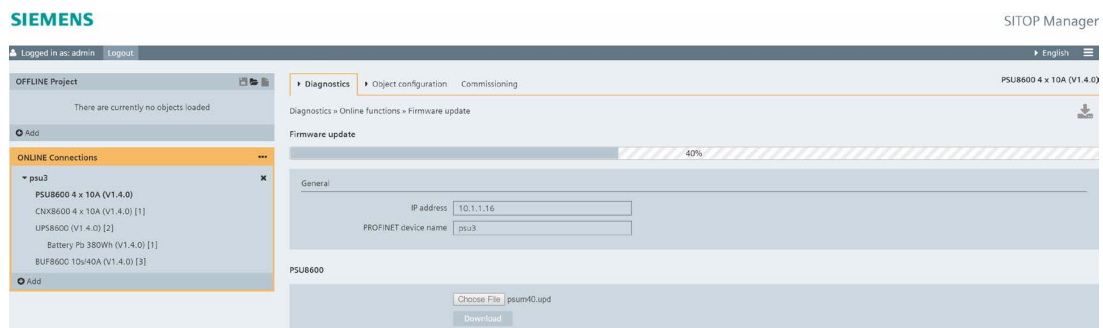 SIEMENS
SITOP Manager
Logged in as: admin Logout
English
OFFLINE Project
There are currently no objects loaded
Add
ONLINE Connections
psu3
PSU8600 4 x 10A (V1.4.0)
CNX8600 4 x 10A (V1.4.0) [1]
UPS8600 (V1.4.0) [2]
Battery Pb 380Wh (V1.4.0) [1]
BUF8600 10s/40A (V1.4.0) [3]
Add
Diagnostics Object configuration Commissioning
PSU8600 4 x 10A (V1.4.0)
Diagnostics » Online functions » Firmware update
Firmware update
40%
General
IP address 10.1.1.16
PROFINET device name psu3
PSU8600
Choose File psum40.upd
Download